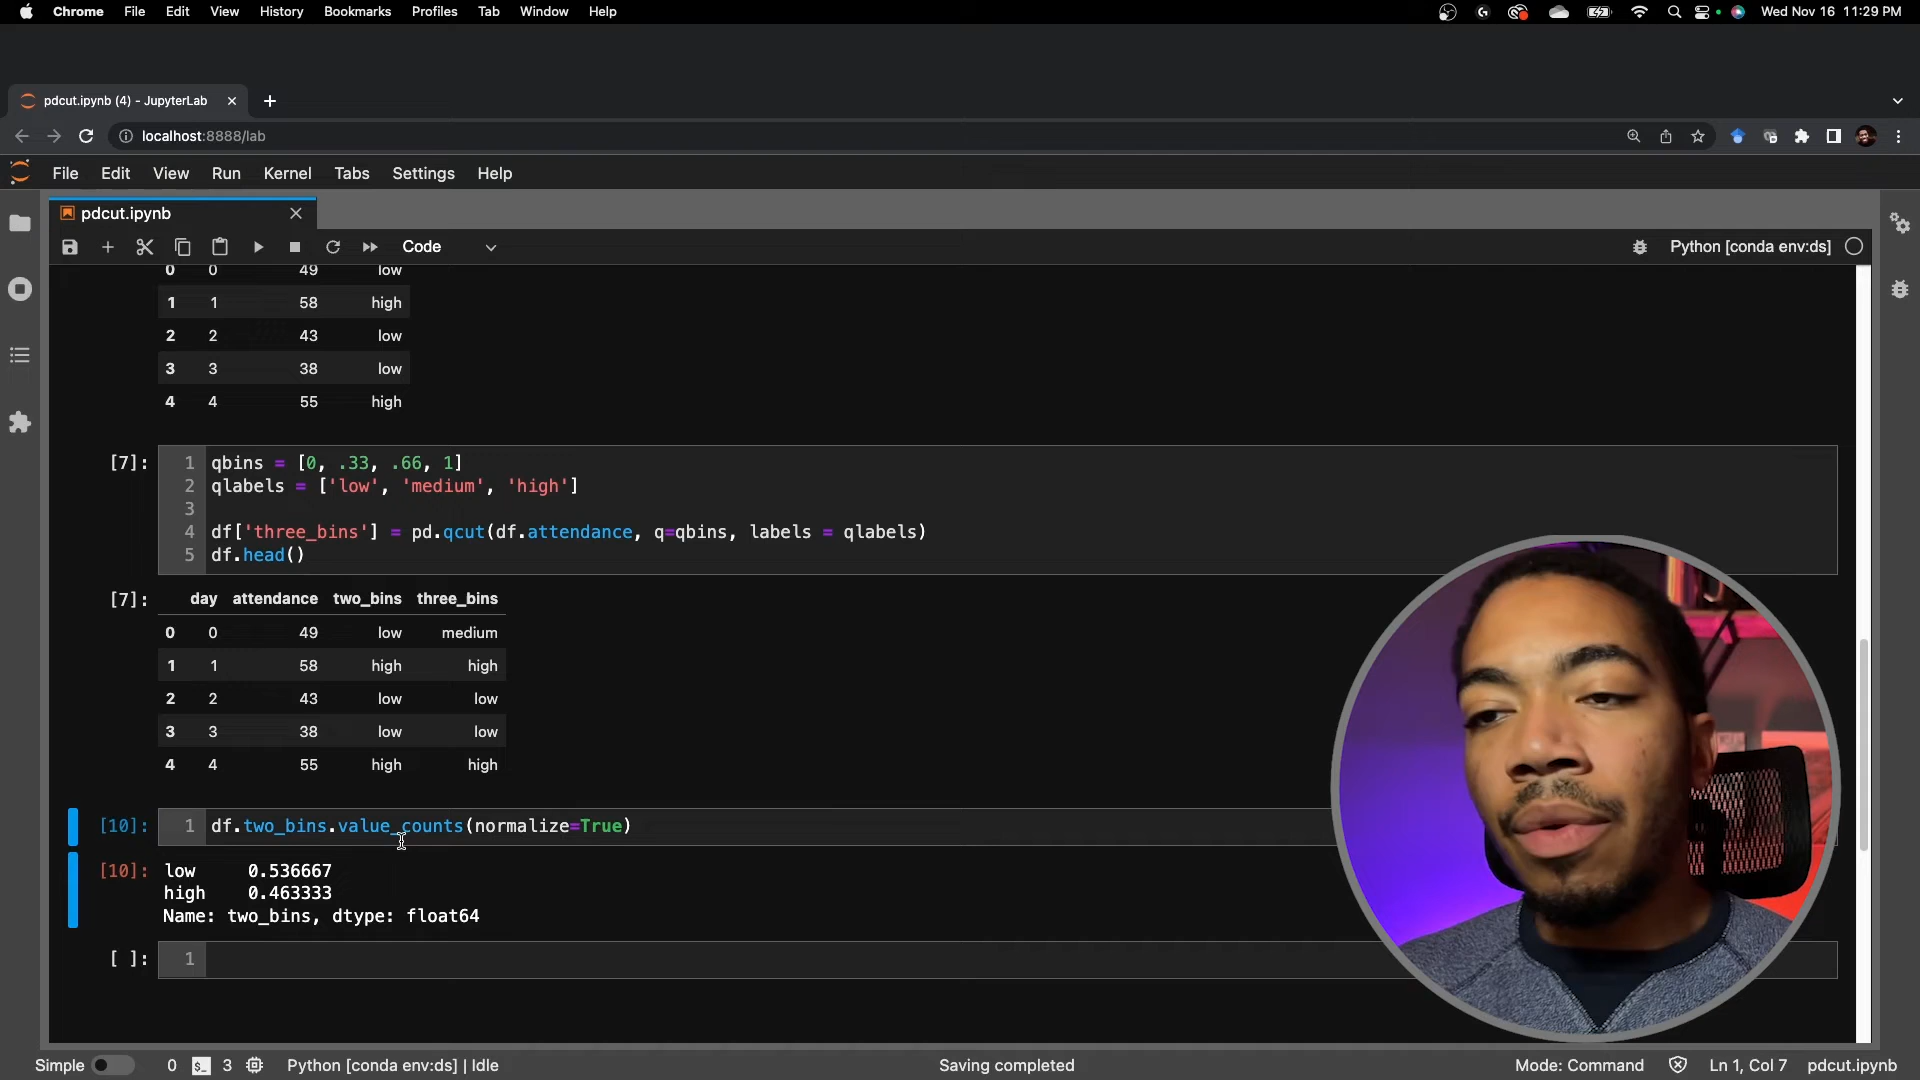 Chrome File Edit View History Bookmarks Profiles Tab Window Help Wed Nov 16 11:29 PM
pdcut.ipynb (4) - JupyterLab
localhost:8888/lab
File Edit View Run Kernel Tabs Settings Help
pdcut.ipynb
Code Python [conda env:ds]
0 0 49 low
1 1 58 high
2 2 43 low
3 3 38 low
4 4 55 high
[7]: 1 qbins = [0, .33, .66, 1]
2 qlabels = ['low', 'medium', 'high']
3
4 df['three_bins'] = pd.qcut(df.attendance, q=qbins, labels = qlabels)
5 df.head()
[7]: day attendance two_bins three_bins
0 0 49 low medium
1 1 58 high high
2 2 43 low low
3 3 38 low low
4 4 55 high high
[10]: 1 df.two_bins.value_counts(normalize=True)
[10]: low 0.536667
high 0.463333
Name: two_bins, dtype: float64
[ ]: 1
Simple 0 $_ 3 Python [conda env:ds] | Idle Saving completed Mode: Command Ln 1, Col 7 pdcut.ipynb